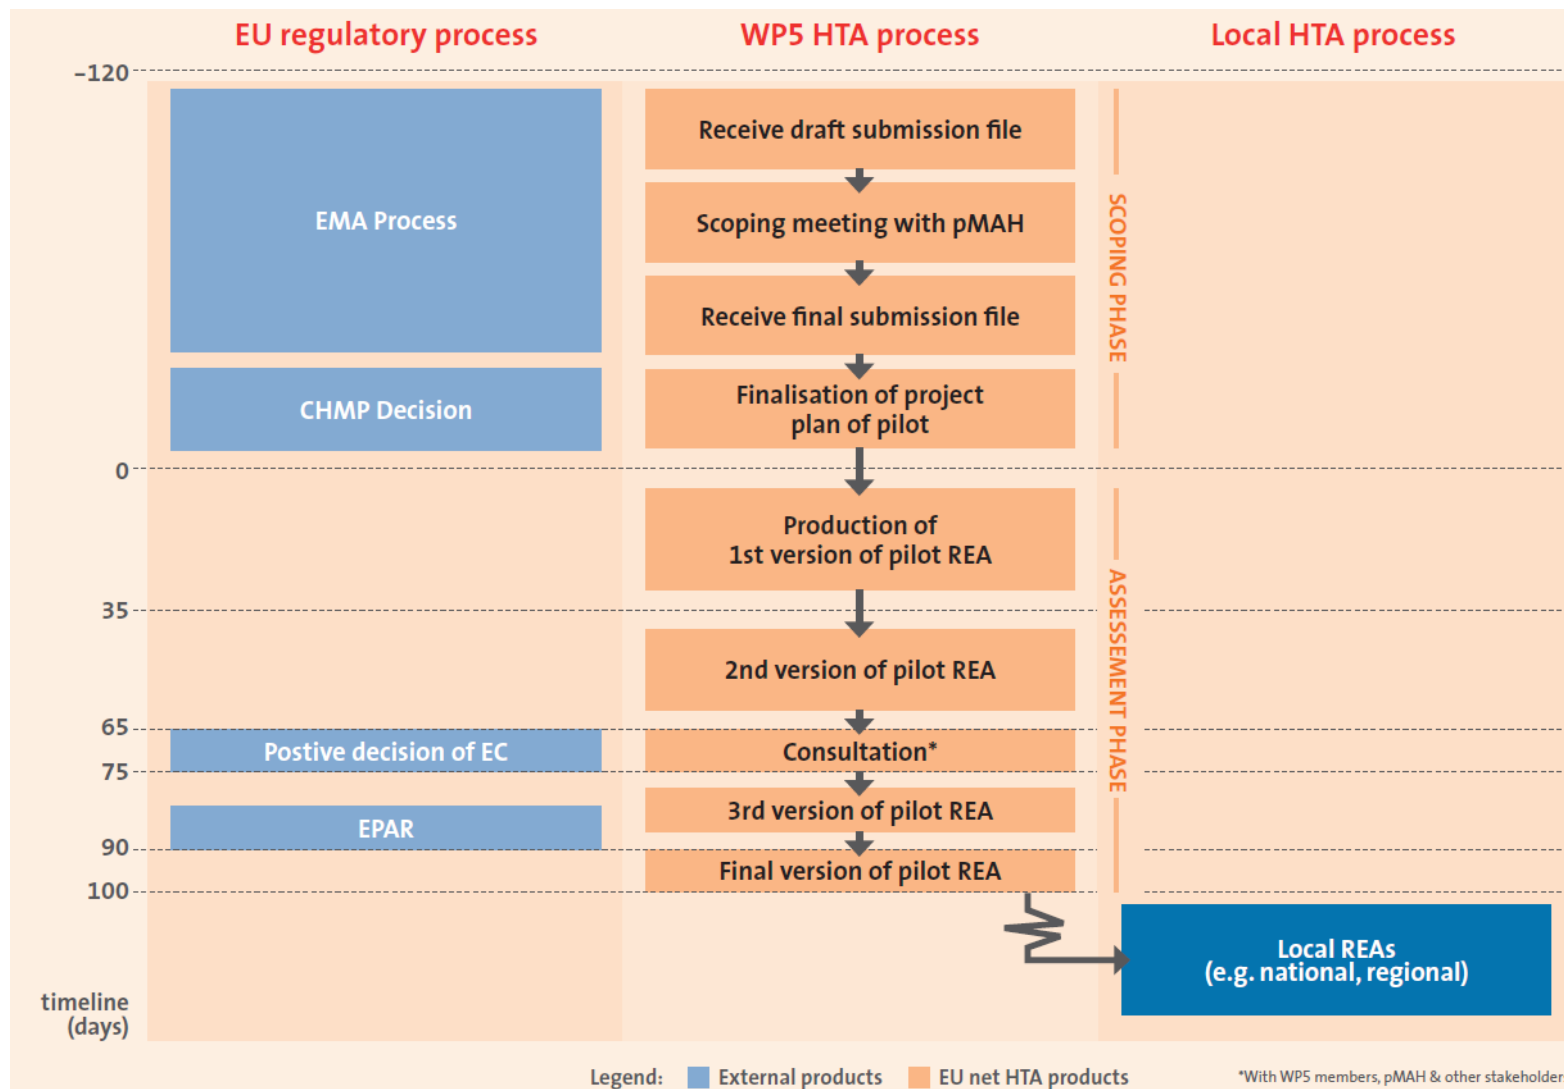 EU regulatory process
WP5 HTA process
Local HTA process
–120
EMA Process
CHMP Decision
Receive draft submission file
Scoping meeting with pMAH
Receive final submission file
Finalisation of project
plan of pilot
SCOPING PHASE
0
Production of
1st version of pilot REA
35
2nd version of pilot REA
65
Postive decision of EC
Consultation*
75
3rd version of pilot REA
EPAR
90
Final version of pilot REA
100
ASSESSEMENT PHASE
Local REAs
(e.g. national, regional)
timeline
(days)
Legend:
External products
EU net HTA products
*With WP5 members, pMAH & other stakeholder